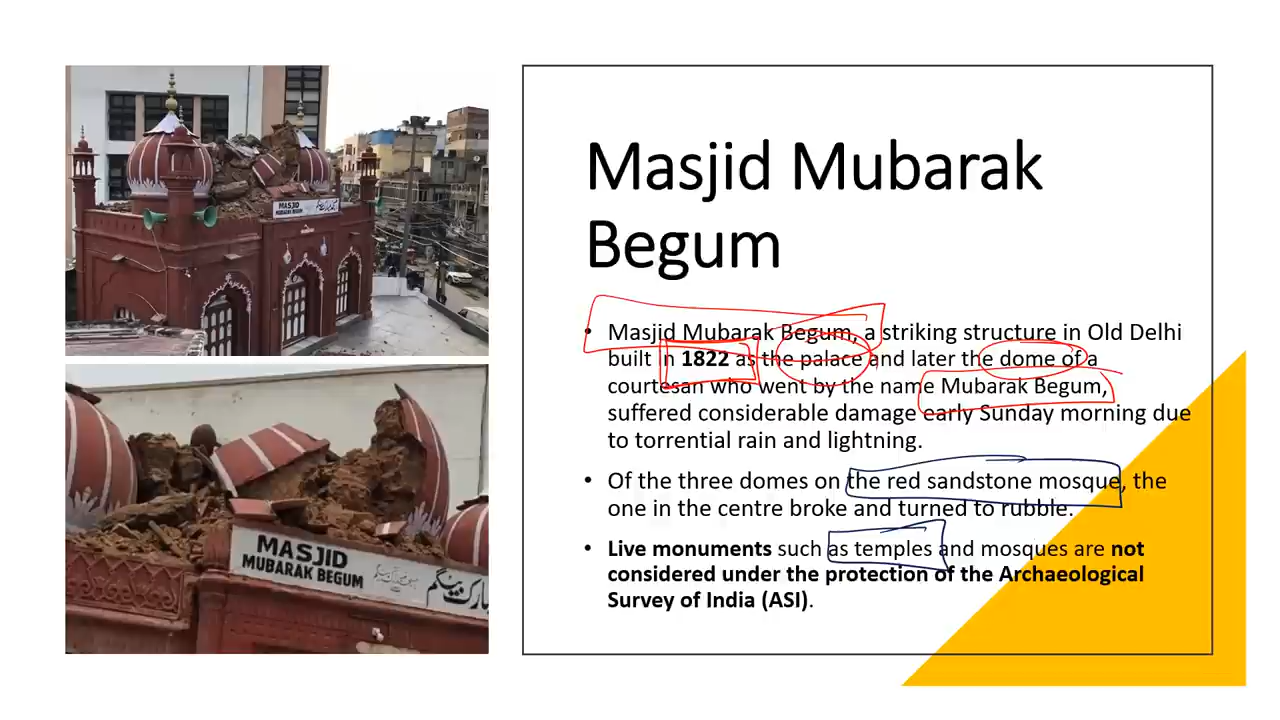 MASJID
MUBARAK BEGUM
MASJID
MUBARAK BEGUM
Masjid Mubarak
Begum
• Masjid Mubarak Begum, a striking structure in Old Delhi
built in 1822 as the palace and later the dome of a
courtesan who went by the name Mubarak Begum,
suffered considerable damage early Sunday morning due
to torrential rain and lightning.
• Of the three domes on the red sandstone mosque, the
one in the centre broke and turned to rubble.
• Live monuments such as temples and mosques are not
considered under the protection of the Archaeological
Survey of India (ASI).